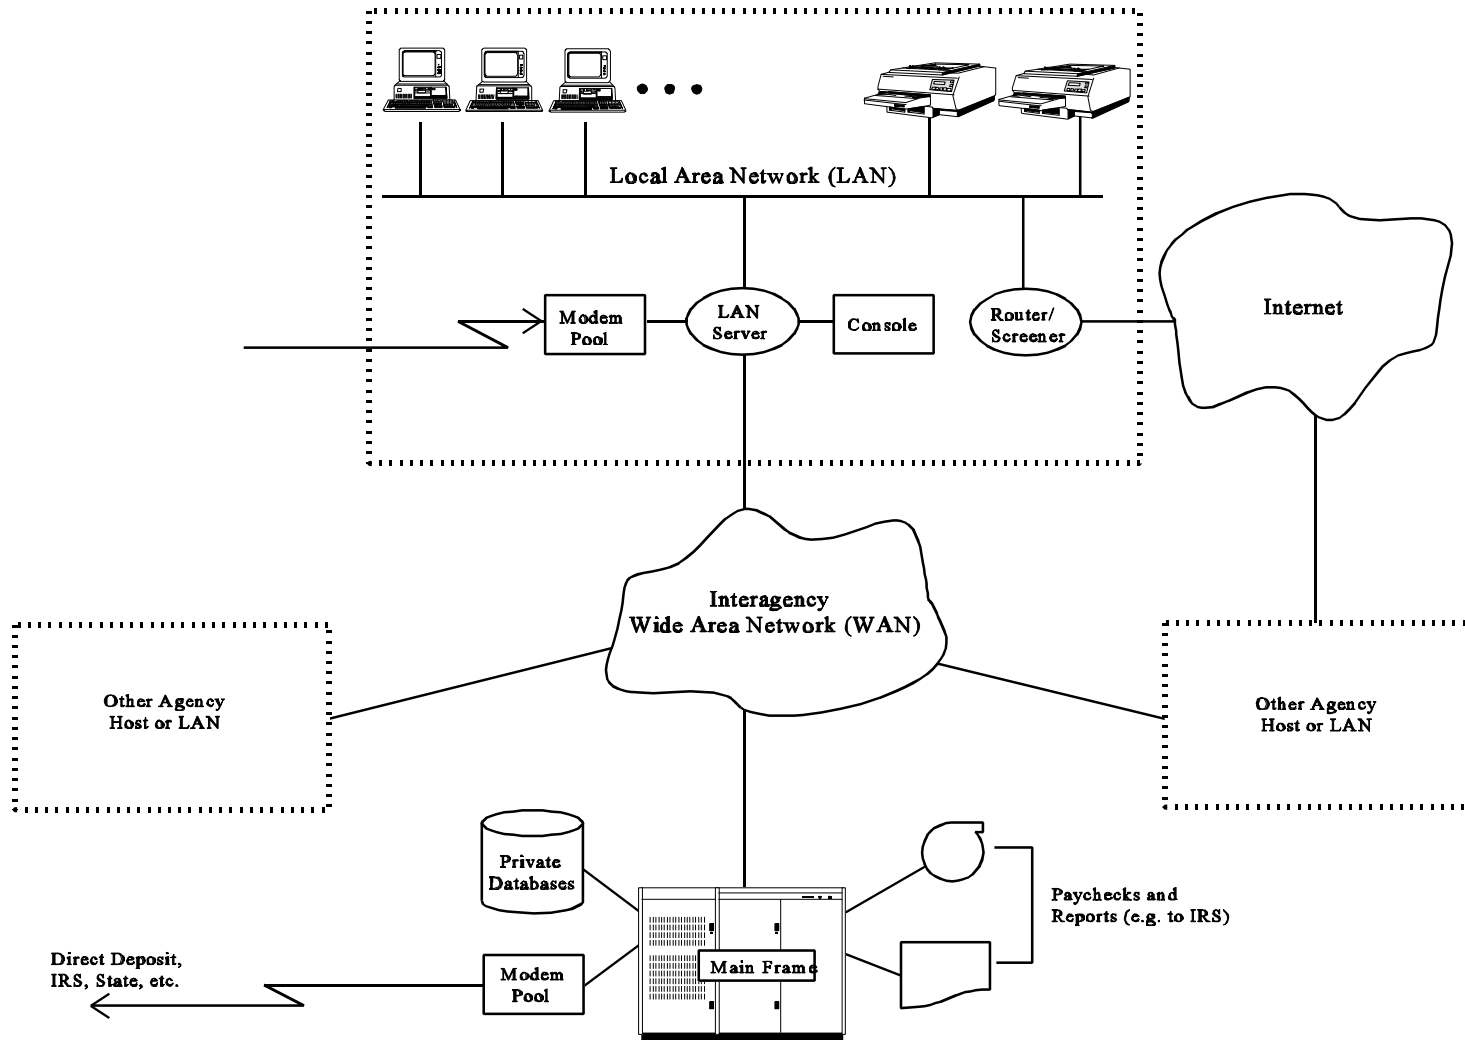 Local Area Network (LAN)
Modem
Pool
LAN
Server
Console
Router/
Screener
Internet
Interagency
Wide Area Network (WAN)
Other Agency
Host or LAN
Other Agency
Host or LAN
Private
Databases
Paychecks and
Reports (e.g. to IRS)
Direct Deposit,
IRS, State, etc.
Modem
Pool
Main Frame